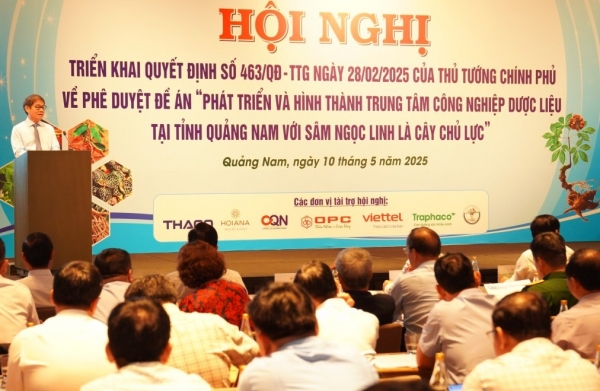 HỘI NGHỊ
TRIỂN KHAI QUYẾT ĐỊNH SỐ 463/QĐ-TTG NGÀY 28/02/2025 CỦA THỦ TƯỚNG CHÍNH PHỦ
VỀ PHÊ DUYỆT ĐỀ ÁN "PHÁT TRIỂN VÀ HÌNH THÀNH TRUNG TÂM CÔNG NGHIỆP DƯỢC LIỆU
TẠI TỈNH QUẢNG NAM VỚI SÂM NGỌC LINH LÀ CÂY CHỦ LỰC"
Quảng Nam, ngày 10 tháng 5 năm 2025
Các đơn vị tài trợ hội nghị:
THACO HOIANA QN OPC viettel Traphaco